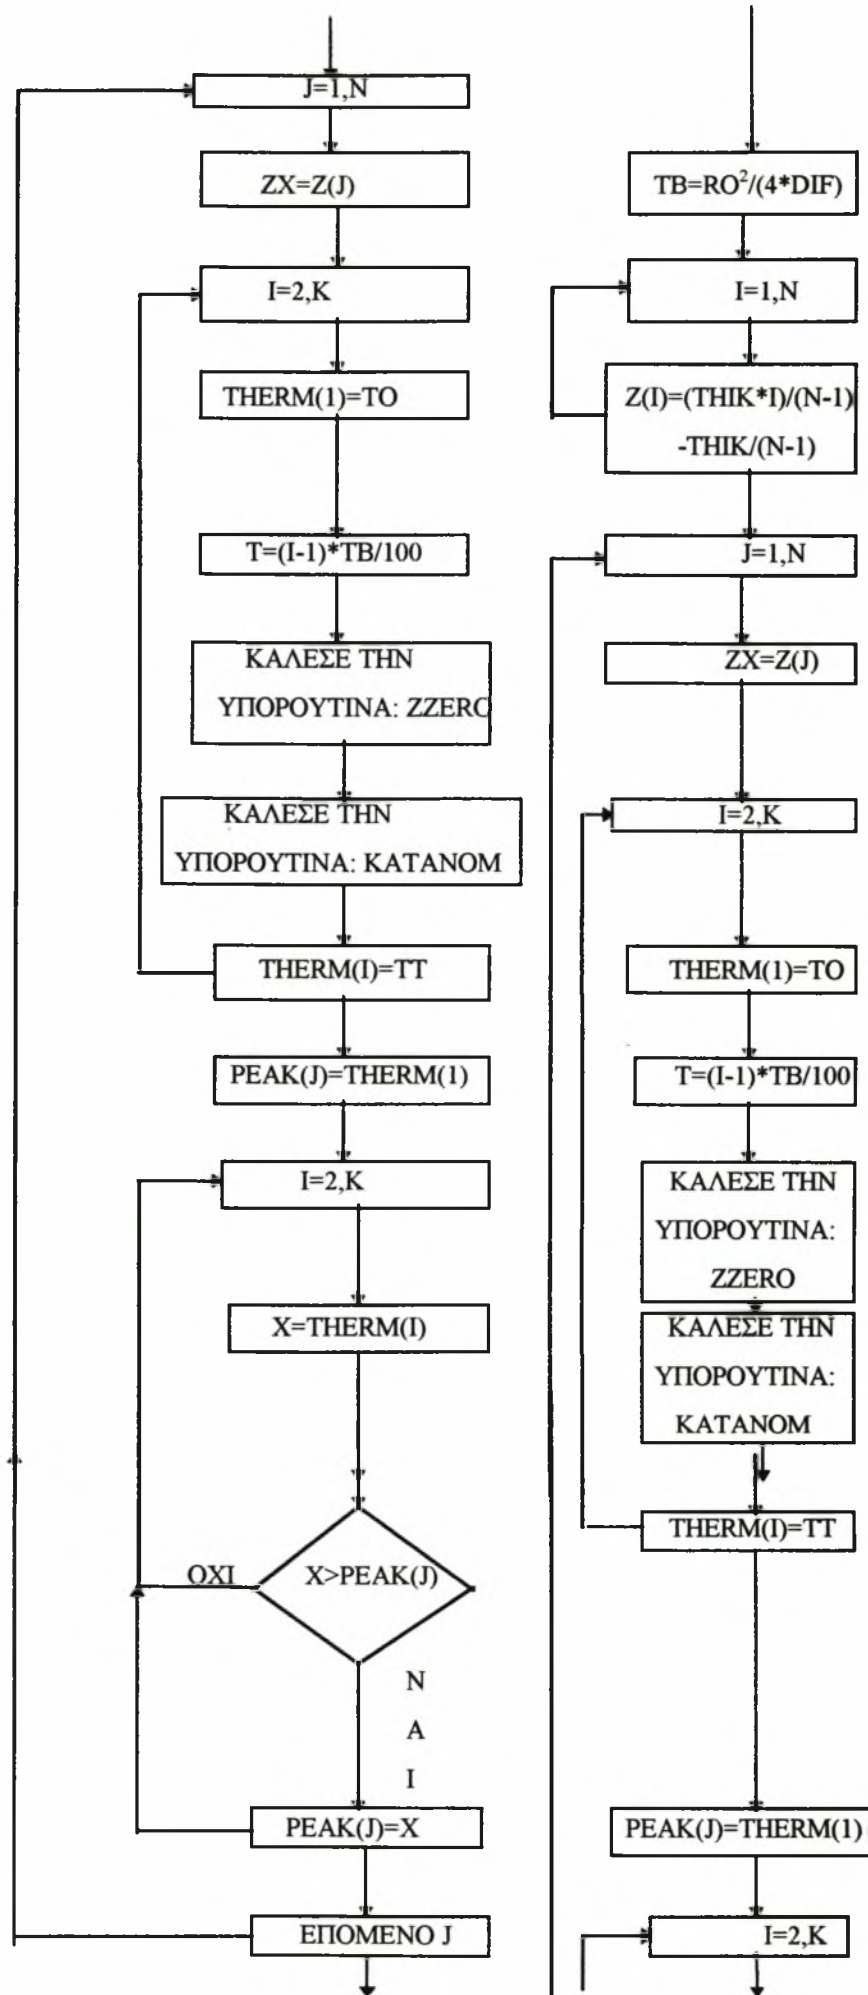 J=1,N
ZX=Z(J)
I=2,K
THERM(1)=TO
T=(I-1)*TB/100
ΚΑΛΕΣΕ ΤΗΝ
ΥΠΟΡΟΥΤΙΝΑ: ZZERO
ΚΑΛΕΣΕ ΤΗΝ
ΥΠΟΡΟΥΤΙΝΑ: KATANOM
THERM(I)=TT
PEAK(J)=THERM(1)
I=2,K
X=THERM(I)
X>PEAK(J)
ΟΧΙ
Ν
Α
Ι
PEAK(J)=X
ΕΠΟΜΕΝΟ J
TB=RO²/(4*DIF)
I=1,N
Z(I)=(THIK*I)/(N-1)
-THIK/(N-1)
J=1,N
ZX=Z(J)
I=2,K
THERM(1)=TO
T=(I-1)*TB/100
ΚΑΛΕΣΕ ΤΗΝ
ΥΠΟΡΟΥΤΙΝΑ:
ZZERO
ΚΑΛΕΣΕ ΤΗΝ
ΥΠΟΡΟΥΤΙΝΑ:
KATANOM
THERM(I)=TT
PEAK(J)=THERM(1)
I=2,K